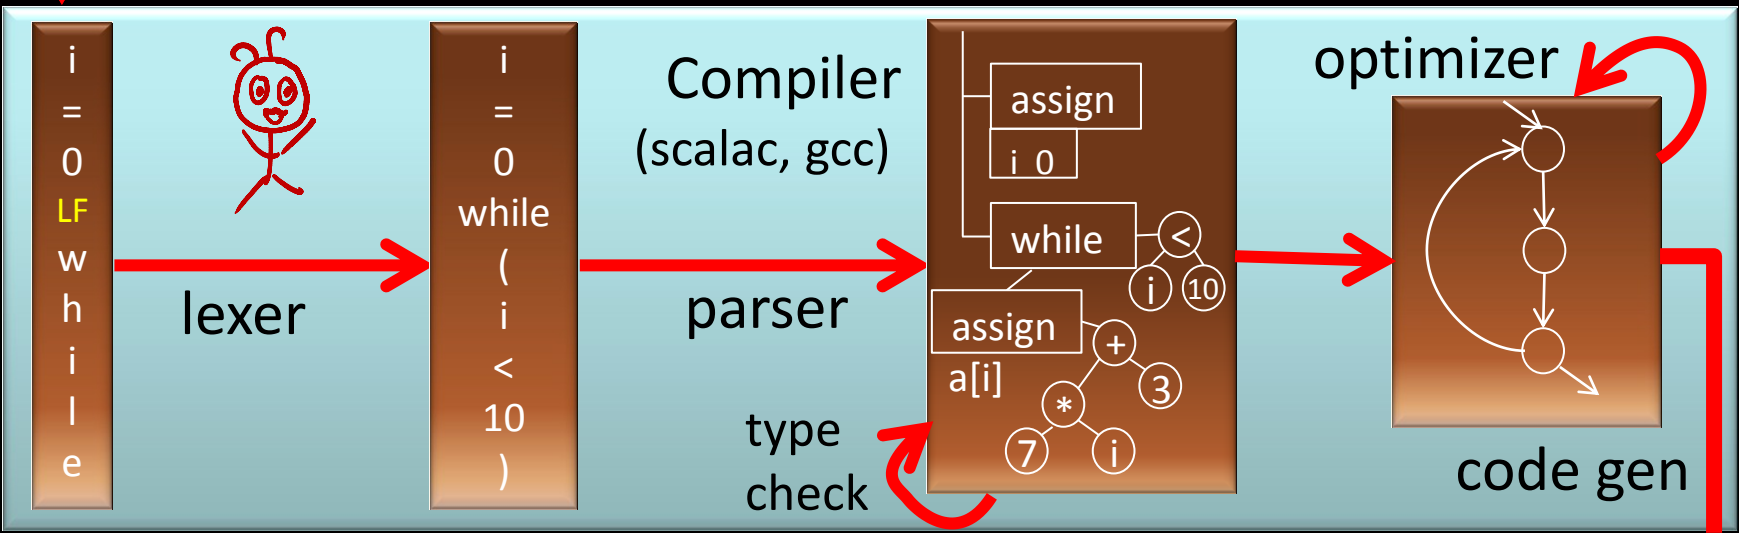 i
=
0
LF
w
h
i
l
e
lexer
i
=
0
while
(
i
<
10
)
Compiler
(scalac, gcc)
parser
assign
i 0
while
<
i 10
assign
+
a[i]
3
*
7 i
type
check
optimizer
code gen